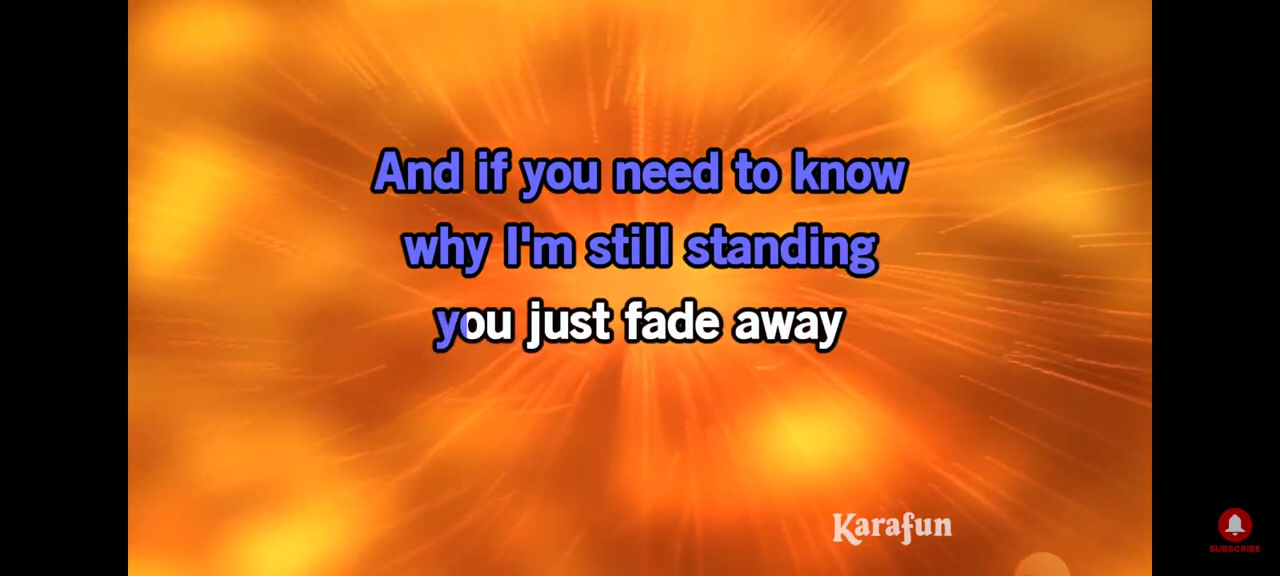 And if you need to know
why I'm still standing
you just fade away
Karafun
SUBSCRIBE